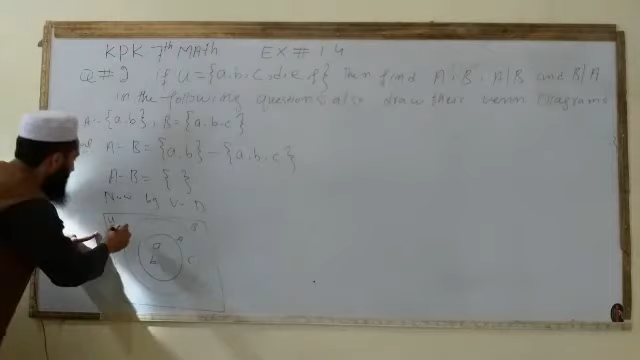 KPK 7th MATH EX # 1.4
Q # 2 if U = {a.b.c.d.e.f} Then find A-B, A|B and B|A
in the following questions also draw their venn Diagrams
A = {a.b}, B = {a.b.c}
A-B = {a.b} - {a.b.c}
A-B = { }
Now by V.D
U
a
b
c